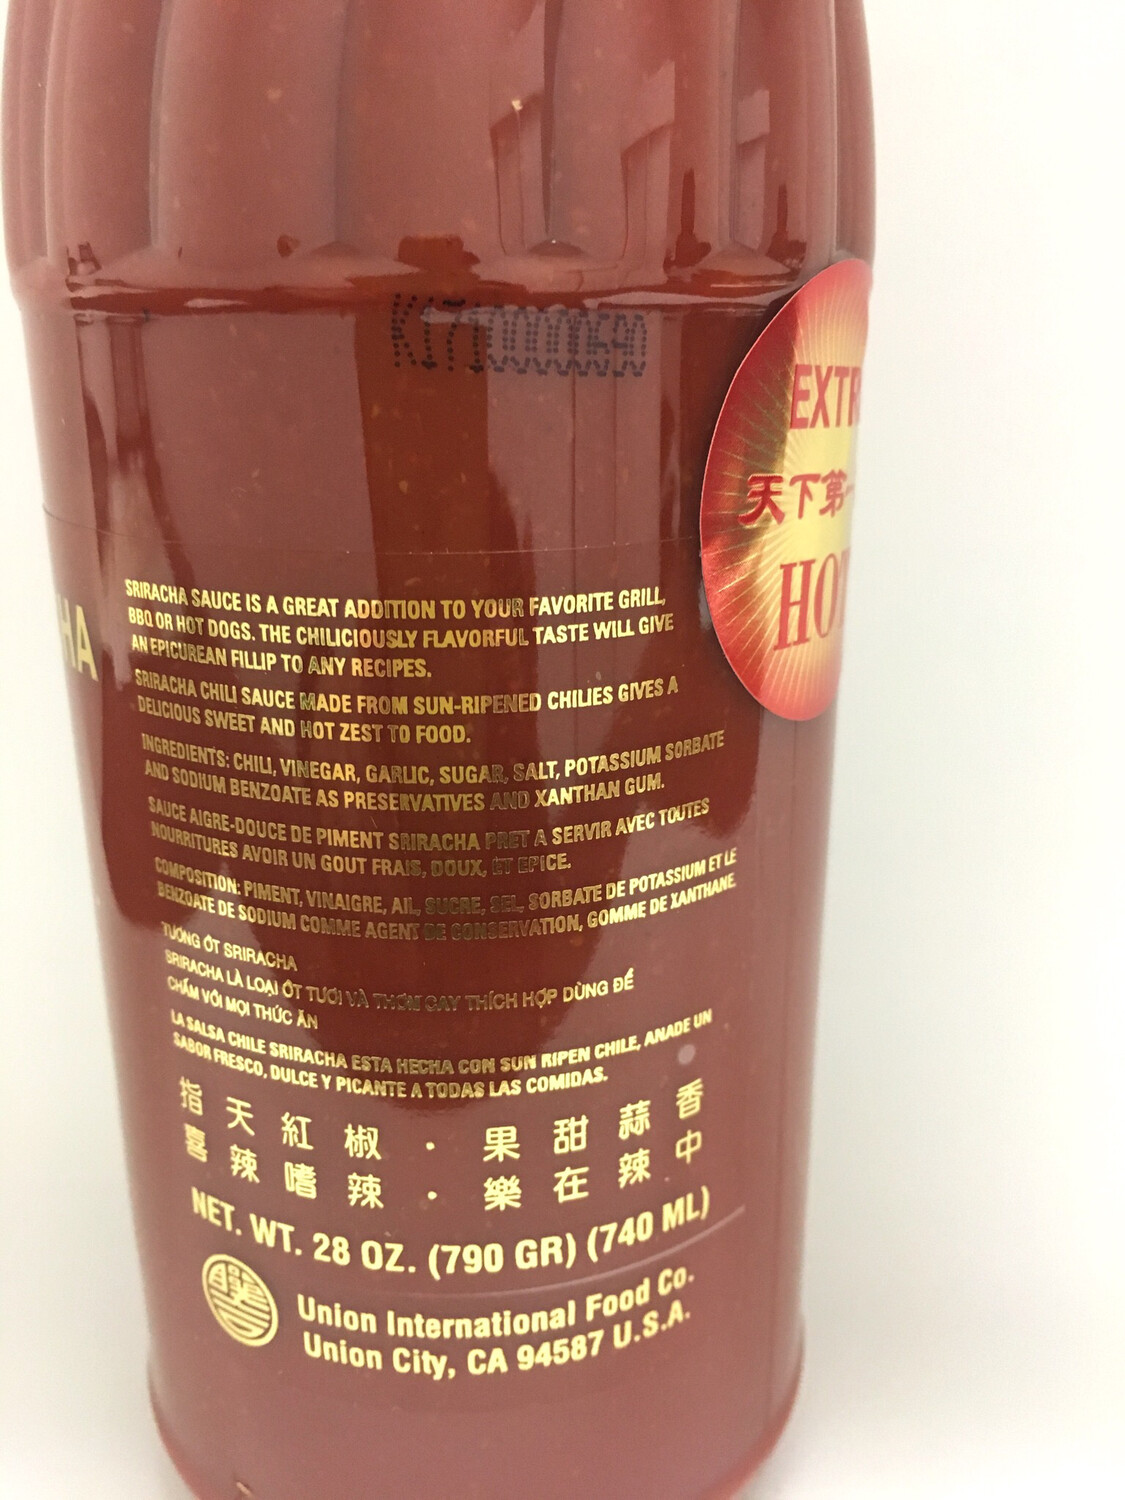 K17100000690
EXTR
天下第一
HOT
HA
SRIRACHA SAUCE IS A GREAT ADDITION TO YOUR FAVORITE GRILL,
BBQ OR HOT DOGS. THE CHILICIOUSLY FLAVORFUL TASTE WILL GIVE
AN EPICUREAN FILLIP TO ANY RECIPES.
SRIRACHA CHILI SAUCE MADE FROM SUN-RIPENED CHILIES GIVES A
DELICIOUS SWEET AND HOT ZEST TO FOOD.
INGREDIENTS: CHILI, VINEGAR, GARLIC, SUGAR, SALT, POTASSIUM SORBATE
AND SODIUM BENZOATE AS PRESERVATIVES AND XANTHAN GUM.
SAUCE AIGRE-DOUCE DE PIMENT SRIRACHA PRET A SERVIR AVEC TOUTES
NOURRITURES AVOIR UN GOUT FRAIS, DOUX, ET EPICE.
COMPOSITION: PIMENT, VINAIGRE, AIL, SUCRE, SEL, SORBATE DE POTASSIUM ET LE
BENZOATE DE SODIUM COMME AGENT DE CONSERVATION, GOMME DE XANTHANE.
TƯƠNG ỚT SRIRACHA
SRIRACHA LÀ LOẠI ỚT TƯƠI VÀ THƠM CAY THÍCH HỢP DÙNG ĐỂ
CHẤM VỚI MỌI THỨC ĂN
LA SALSA CHILE SRIRACHA ESTA HECHA CON SUN RIPEN CHILE, ANADE UN
SABOR FRESCO, DULCE Y PICANTE A TODAS LAS COMIDAS.
指天紅椒・果甜蒜香
喜辣嗜辣・樂在辣中
NET. WT. 28 OZ. (790 GR) (740 ML)
Union International Food Co.
Union City, CA 94587 U.S.A.